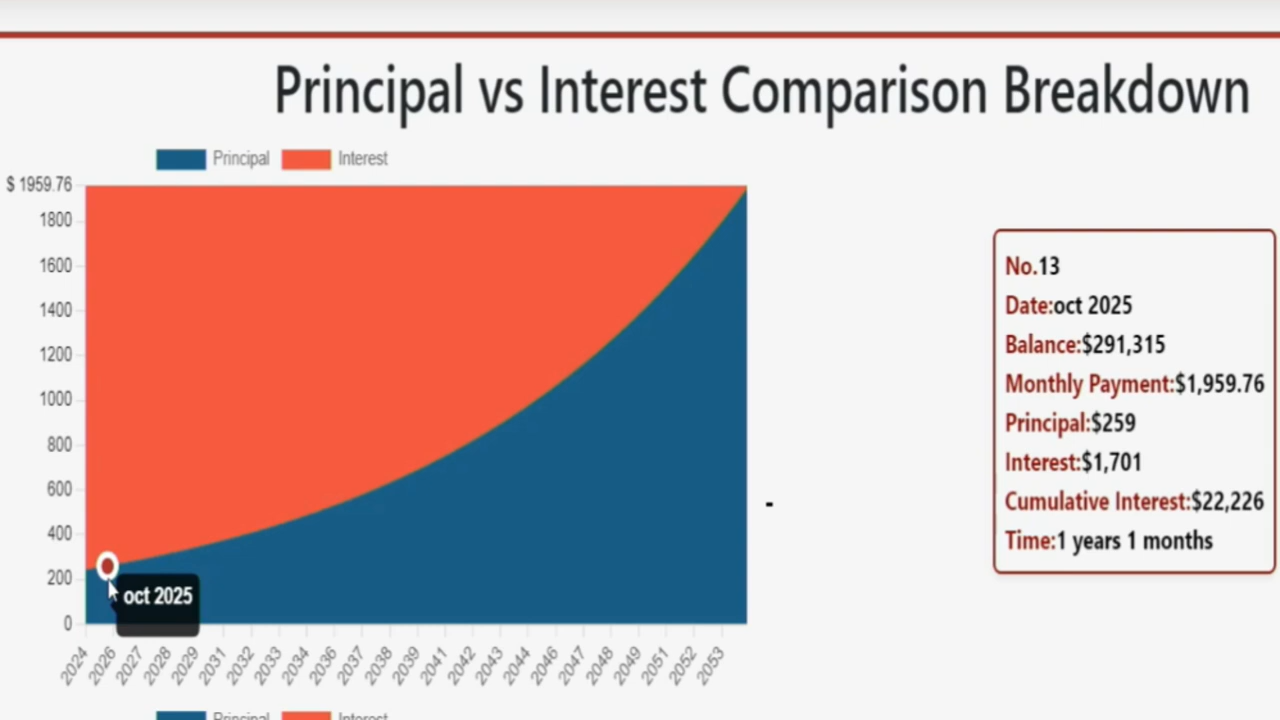 Principal vs Interest Comparison Breakdown
Principal Interest
$ 1959.76
1800
1600
1400
1200
1000
800
600
400
200
0
oct 2025
2024 2026 2027 2028 2029 2031 2032 2033 2034 2036 2037 2038 2039 2041 2042 2043 2044 2046 2047 2048 2049 2051 2052 2053
No.13
Date:oct 2025
Balance:$291,315
Monthly Payment:$1,959.76
Principal:$259
Interest:$1,701
Cumulative Interest:$22,226
Time:1 years 1 months
-
Principal Interest